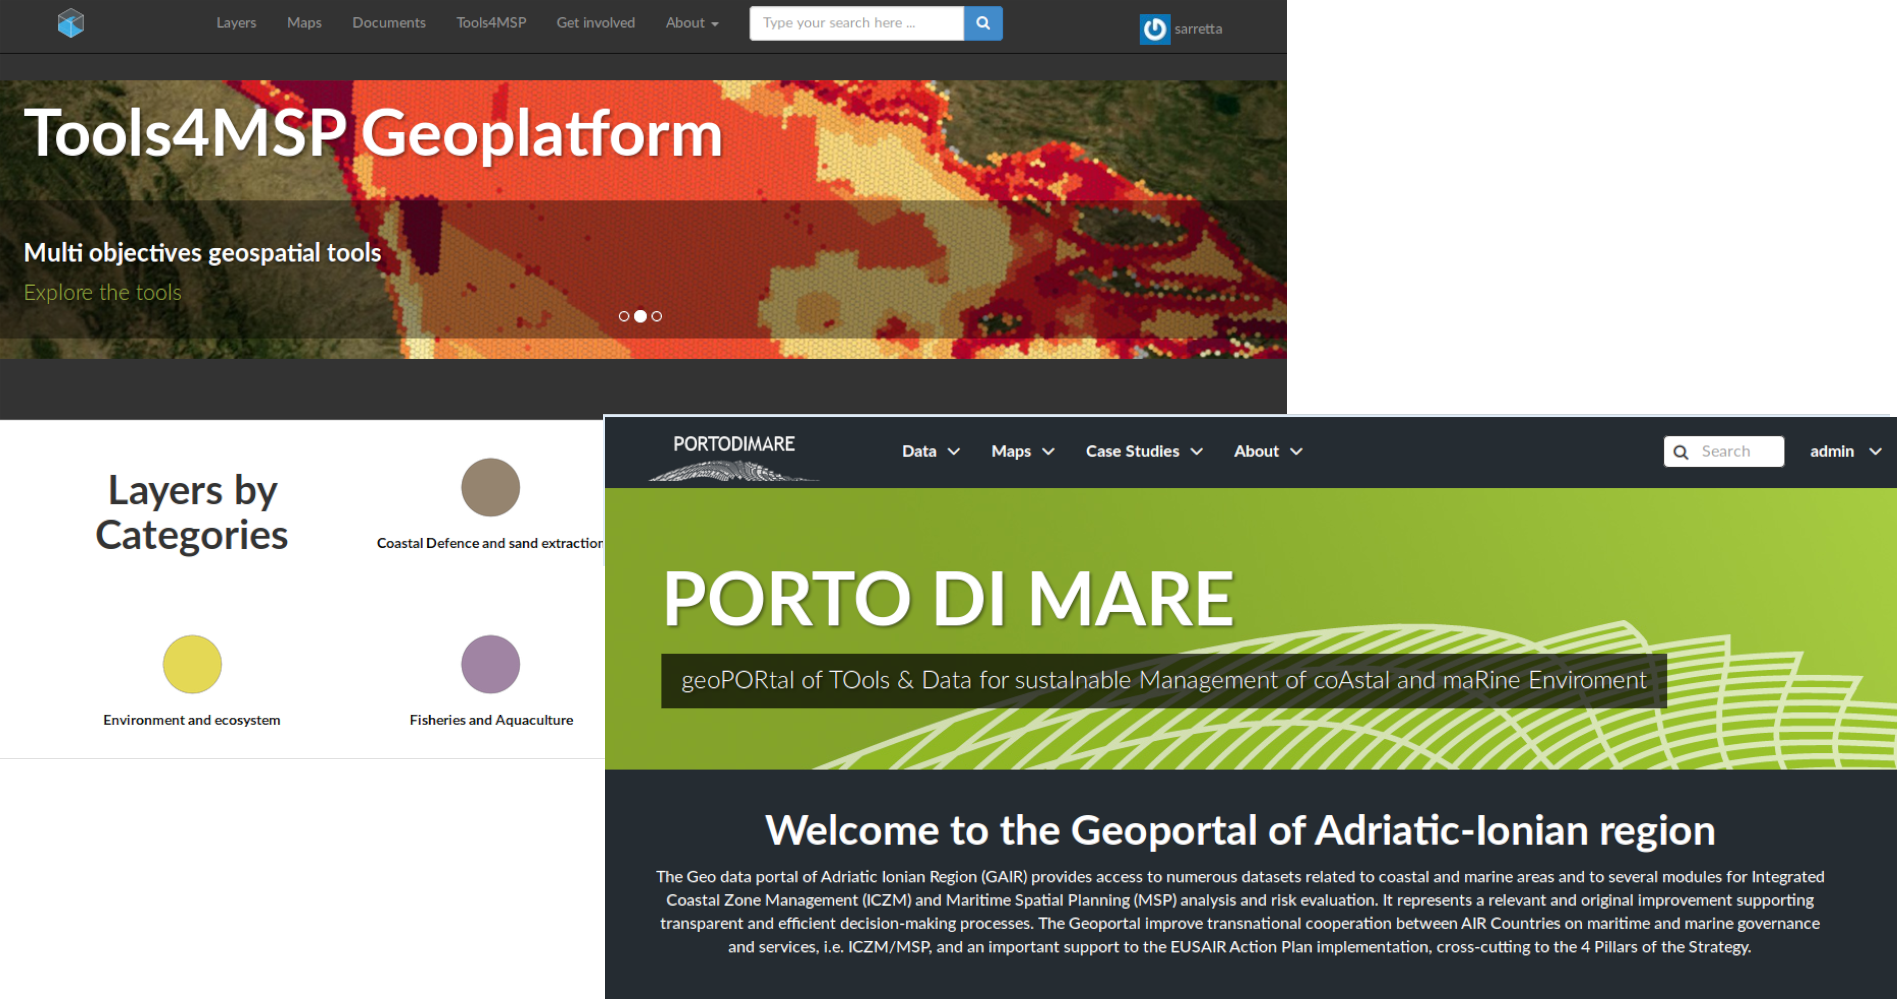 Layers Maps Documents Tools4MSP Get involved About Type your search here ... sarretta
Tools4MSP Geoplatform
Multi objectives geospatial tools
Explore the tools
Layers by
Categories
Coastal Defence and sand extraction
Environment and ecosystem
Fisheries and Aquaculture
PORTODIMARE
Data Maps Case Studies About Search admin
PORTO DI MARE
geoPORtal of TOols & Data for sustaInable Management of coAstal and maRine Enviroment
Welcome to the Geoportal of Adriatic-Ionian region
The Geo data portal of Adriatic Ionian Region (GAIR) provides access to numerous datasets related to coastal and marine areas and to several modules for Integrated
Coastal Zone Management (ICZM) and Maritime Spatial Planning (MSP) analysis and risk evaluation. It represents a relevant and original improvement supporting
transparent and efficient decision-making processes. The Geoportal improve transnational cooperation between AIR Countries on maritime and marine governance
and services, i.e. ICZM/MSP, and an important support to the EUSAIR Action Plan implementation, cross-cutting to the 4 Pillars of the Strategy.